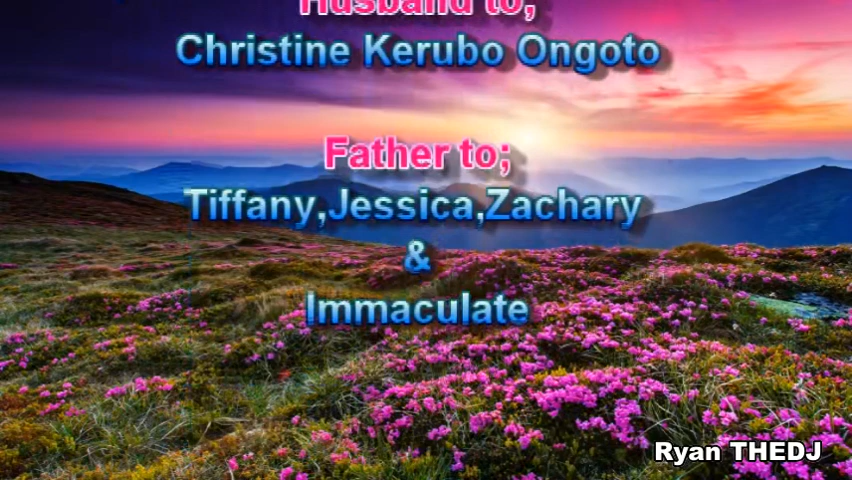 Husband to;
Christine Kerubo Ongoto
Father to;
Tiffany,Jessica,Zachary
&
Immaculate
Ryan THEDJ